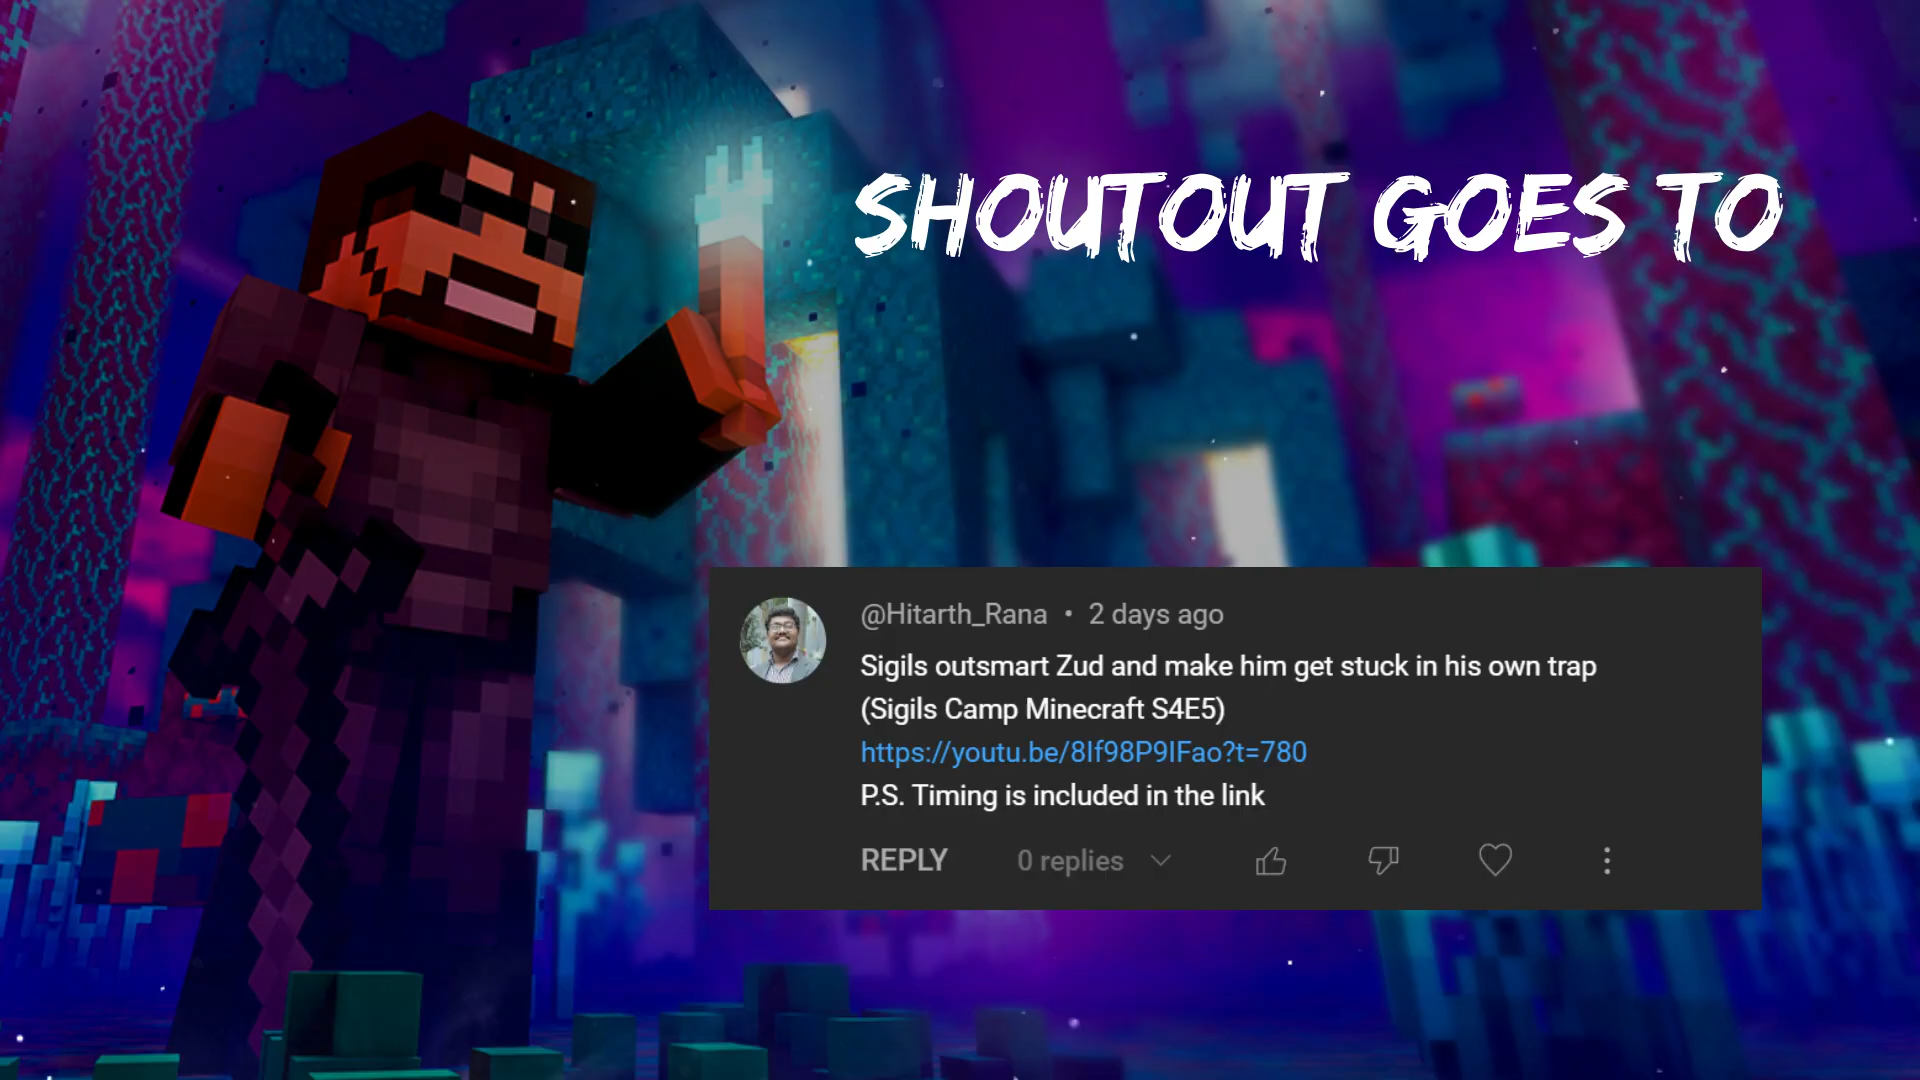 SHOUTOUT GOES TO
@Hitarth_Rana • 2 days ago
Sigils outsmart Zud and make him get stuck in his own trap
(Sigils Camp Minecraft S4E5)
https://youtu.be/8If98P9IFao?t=780
P.S. Timing is included in the link
REPLY 0 replies